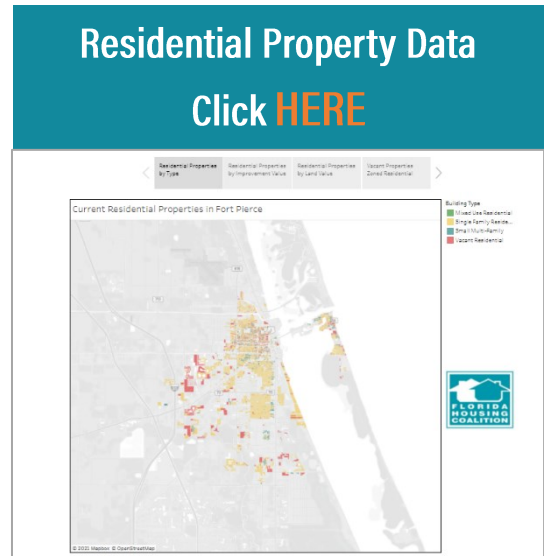 Residential Property Data
Click HERE
Residential Properties by Type
Residential Properties by Improvement Value
Residential Properties by Land Value
Vacant Properties Zoned Residential
Current Residential Properties in Fort Pierce
Building Type
Mixed Use Residential
Single Family Reside...
Small Multi-Family
Vacant Residential
FLORIDA
HOUSING
COALITION
© 2021 Mapbox © OpenStreetMap